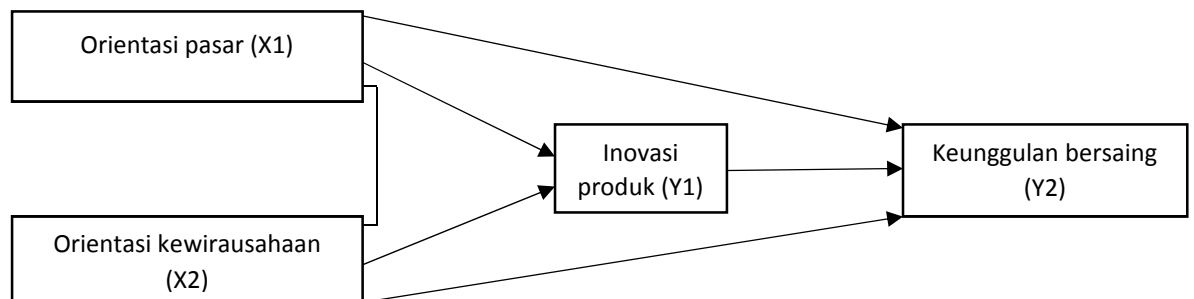 Orientasi pasar (X1)
Inovasi
produk (Y1)
Keunggulan bersaing
(Y2)
Orientasi kewirausahaan
(X2)